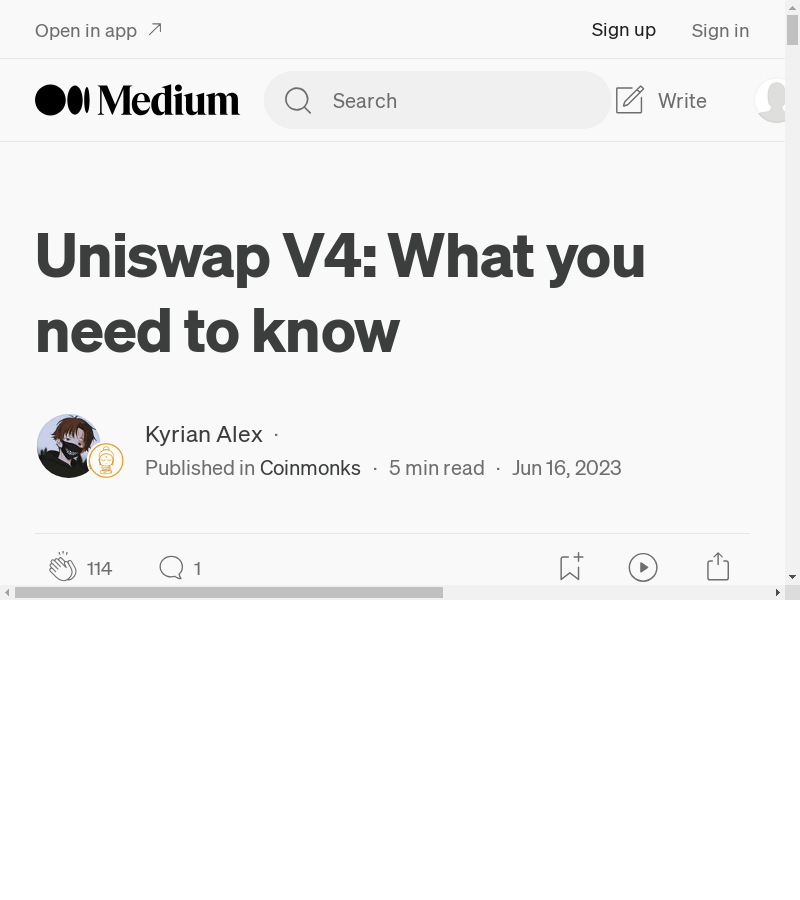 Open in app
Sign up
Sign in
Medium
Search
Write
Uniswap V4: What you
need to know
Kyrian Alex ·
Published in Coinmonks · 5 min read · Jun 16, 2023
114
1